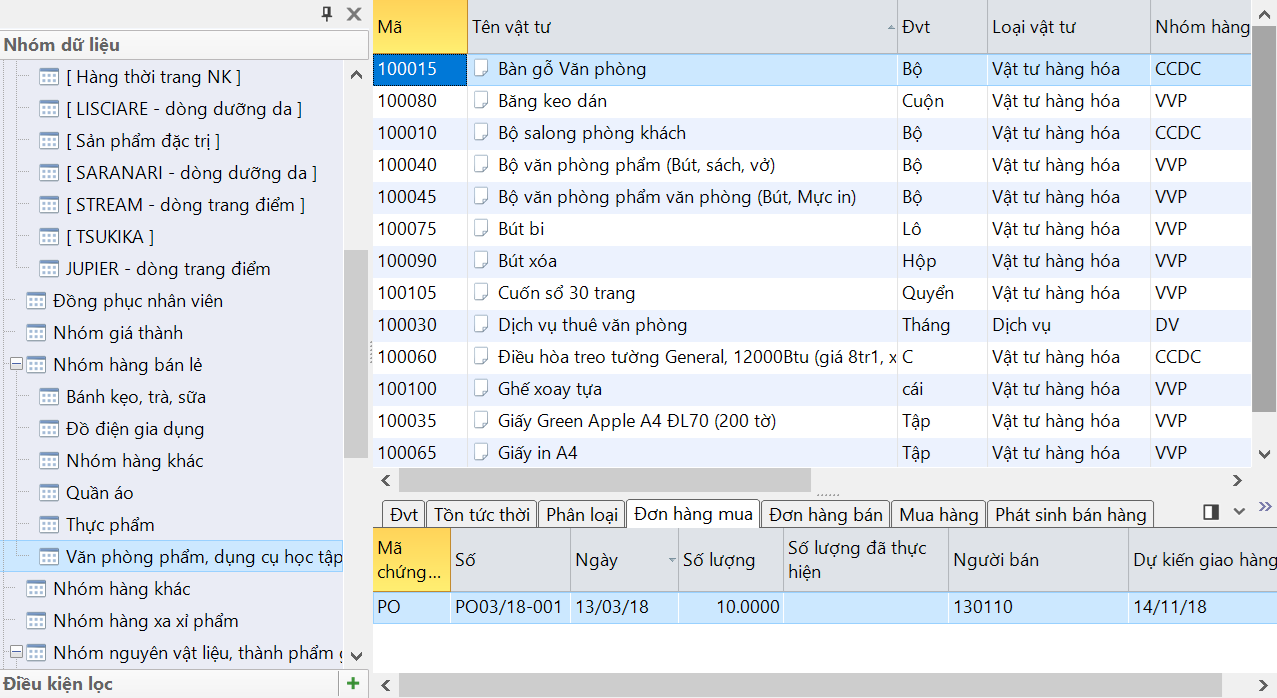 Nhóm dữ liệu
[ Hàng thời trang NK ]
[ LISCIARE - dòng dưỡng da ]
[ Sản phẩm đặc trị ]
[ SARANARI - dòng dưỡng da ]
[ STREAM - dòng trang điểm ]
[ TSUKIKA ]
JUPIER - dòng trang điểm
Đồng phục nhân viên
Nhóm giá thành
Nhóm hàng bán lẻ
Bánh kẹo, trà, sữa
Đồ điện gia dụng
Nhóm hàng khác
Quần áo
Thực phẩm
Văn phòng phẩm, dụng cụ học tập
Nhóm hàng khác
Nhóm hàng xa xỉ phẩm
Nhóm nguyên vật liệu, thành phẩm
Điều kiện lọc
Mã Tên vật tư Đvt Loại vật tư Nhóm hàng
100015 Bàn gỗ Văn phòng Bộ Vật tư hàng hóa CCDC
100080 Băng keo dán Cuộn Vật tư hàng hóa VVP
100010 Bộ salong phòng khách Bộ Vật tư hàng hóa CCDC
100040 Bộ văn phòng phẩm (Bút, sách, vở) Bộ Vật tư hàng hóa VVP
100045 Bộ văn phòng phẩm văn phòng (Bút, Mực in) Bộ Vật tư hàng hóa VVP
100075 Bút bi Lô Vật tư hàng hóa VVP
100090 Bút xóa Hộp Vật tư hàng hóa VVP
100105 Cuốn sổ 30 trang Quyển Vật tư hàng hóa VVP
100030 Dịch vụ thuê văn phòng Tháng Dịch vụ DV
100060 Điều hòa treo tường General, 12000Btu (giá 8tr1, x C Vật tư hàng hóa CCDC
100100 Ghế xoay tựa cái Vật tư hàng hóa VVP
100035 Giấy Green Apple A4 ĐL70 (200 tờ) Tập Vật tư hàng hóa VVP
100065 Giấy in A4 Tập Vật tư hàng hóa VVP
Đvt Tồn tức thời Phân loại Đơn hàng mua Đơn hàng bán Mua hàng Phát sinh bán hàng
Mã chứng... Số Ngày Số lượng Số lượng đã thực hiện Người bán Dự kiến giao hàng
PO PO03/18-001 13/03/18 10.0000 130110 14/11/18